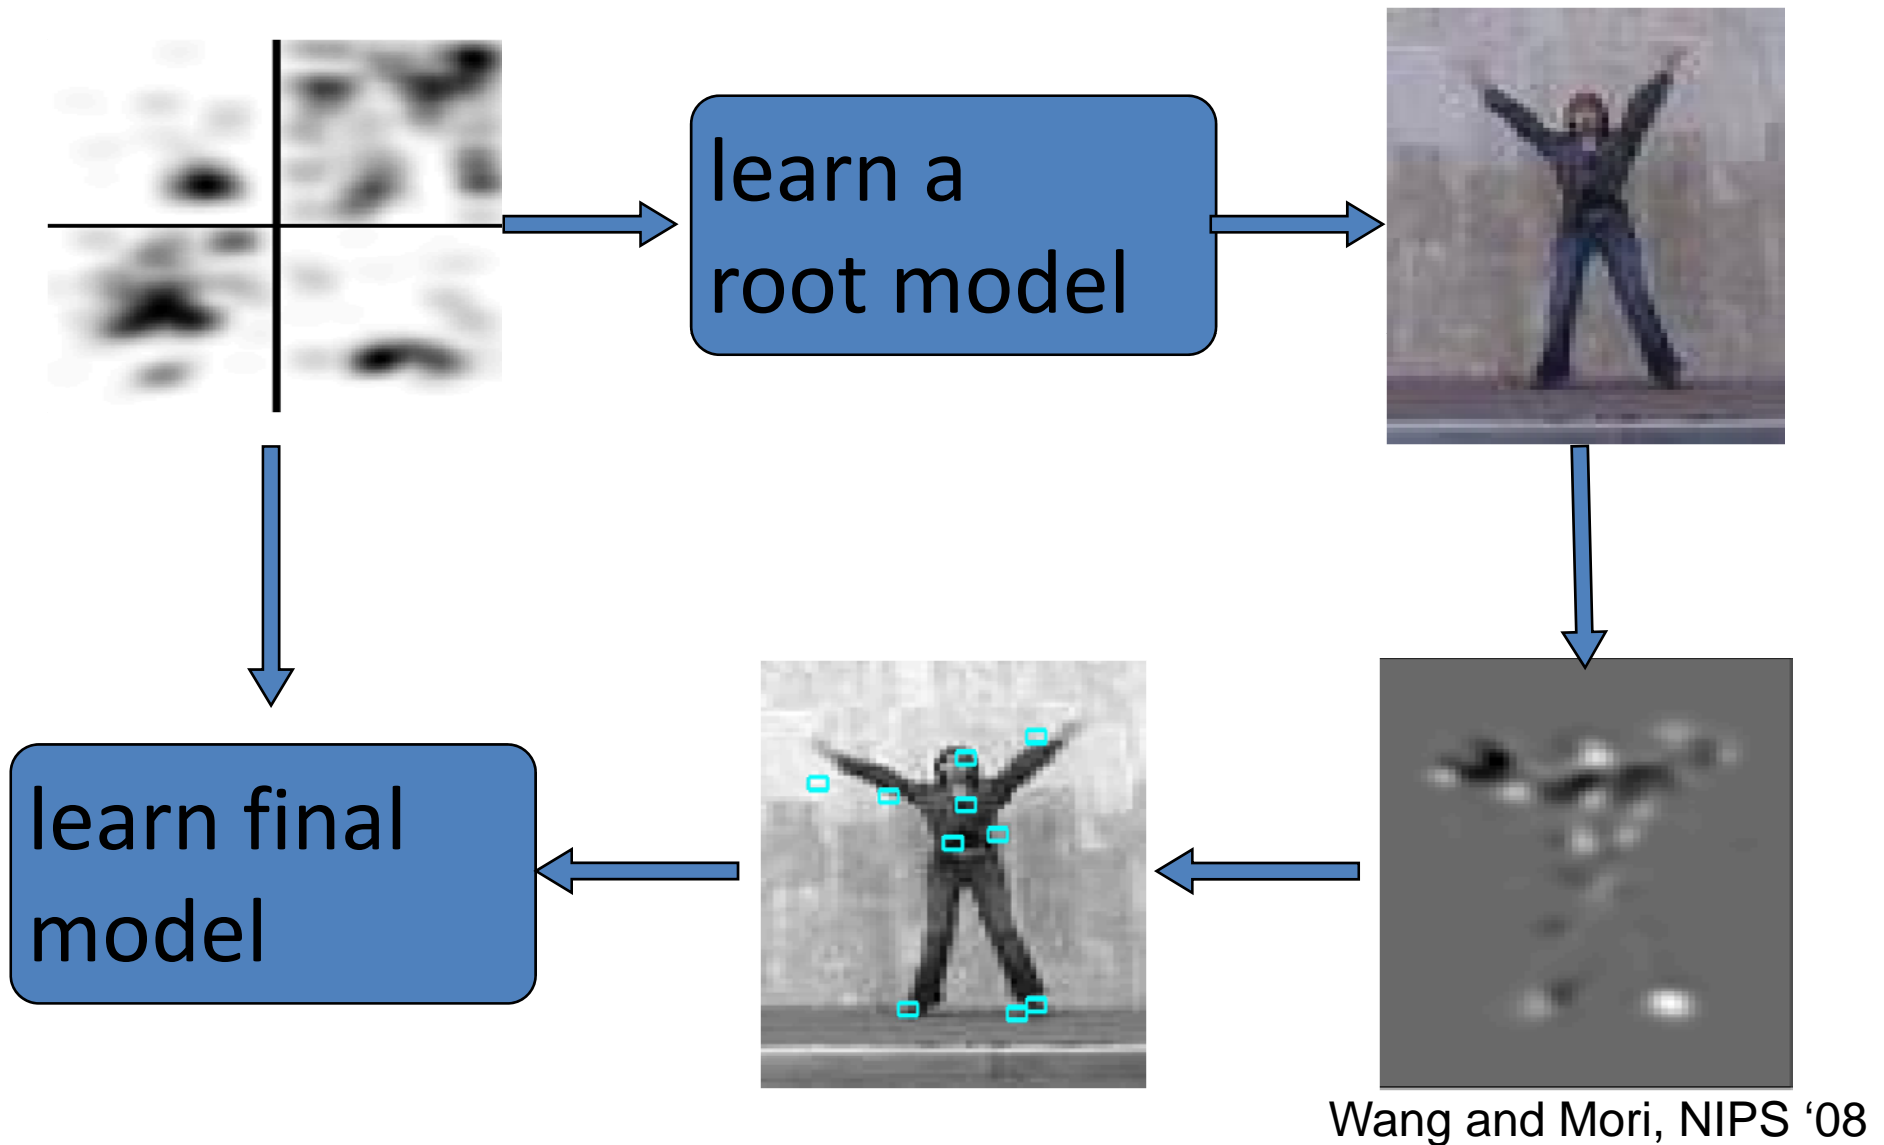 learn a
root model
learn final
model
Wang and Mori, NIPS ‘08